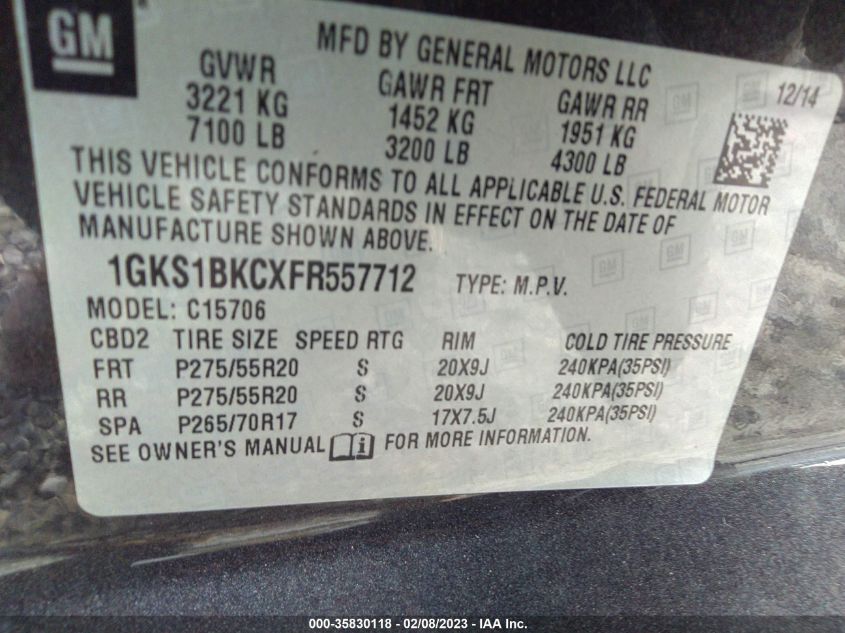 GM
MFD BY GENERAL MOTORS LLC
12/14
GVWR GAWR FRT GAWR RR
3221 KG 1452 KG 1951 KG
7100 LB 3200 LB 4300 LB
THIS VEHICLE CONFORMS TO ALL APPLICABLE U.S. FEDERAL MOTOR
VEHICLE SAFETY STANDARDS IN EFFECT ON THE DATE OF
MANUFACTURE SHOWN ABOVE.
1GKS1BKCXFR557712 TYPE: M.P.V.
MODEL: C15706
CBD2 TIRE SIZE SPEED RTG RIM COLD TIRE PRESSURE
FRT P275/55R20 S 20X9J 240KPA(35PSI)
RR P275/55R20 S 20X9J 240KPA(35PSI)
SPA P265/70R17 S 17X7.5J 240KPA(35PSI)
SEE OWNER'S MANUAL i FOR MORE INFORMATION.
000-35830118 - 02/08/2023 - IAA Inc.